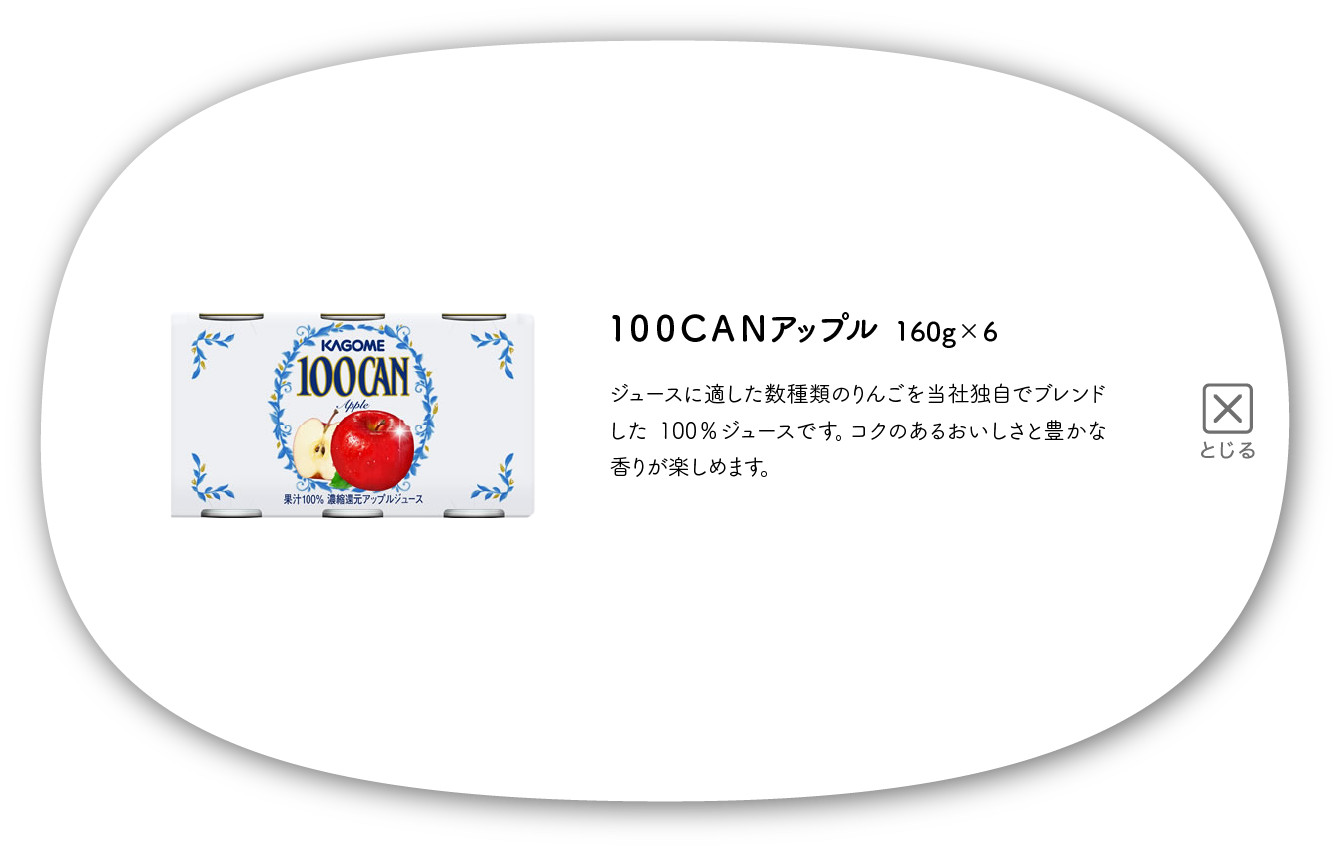 KAGOME
100CAN
Apple
果汁100% 濃縮還元アップルジュース
100CANアップル 160g×6
ジュースに適した数種類のりんごを当社独自でブレンド
した 100%ジュースです。コクのあるおいしさと豊かな
香りが楽しめます。
とじる